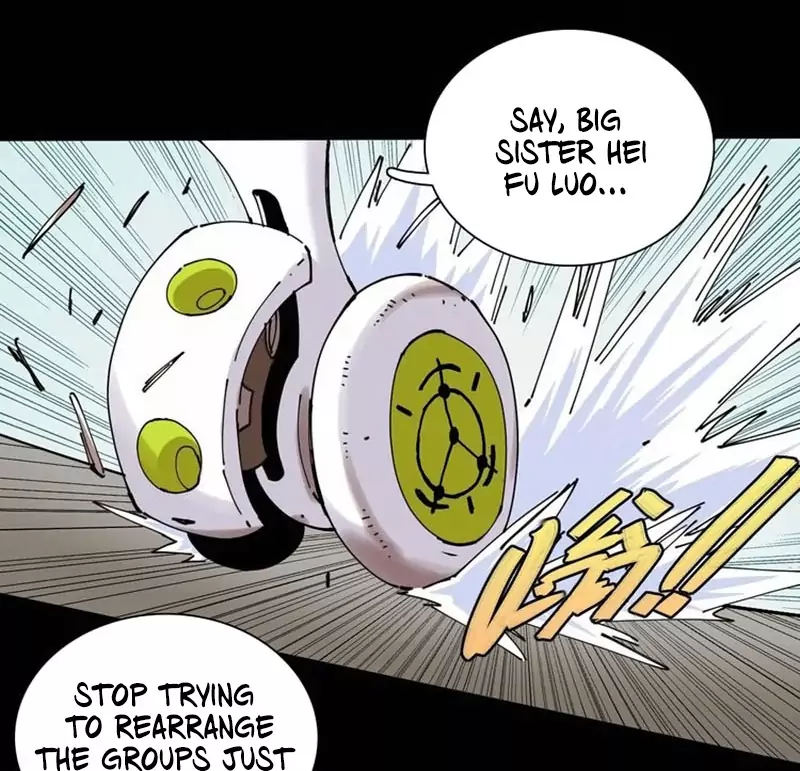 SAY, BIG
SISTER HEI
FU LUO...
嗡!!
STOP TRYING
TO REARRANGE
THE GROUPS JUST